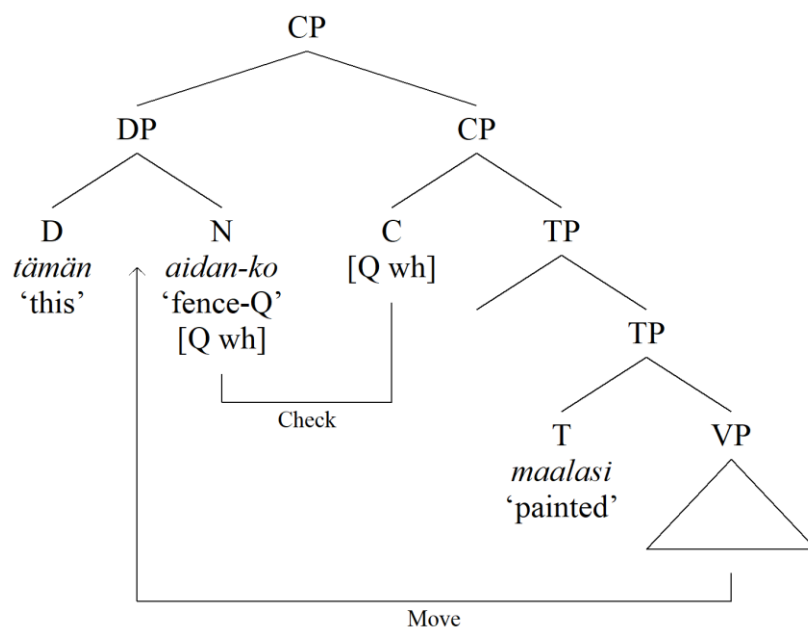 CP
DP CP
D N C TP
tämän aidan-ko [Q wh]
‘this’ ‘fence-Q’
[Q wh] TP
Check
T VP
maalasi
‘painted’
Move